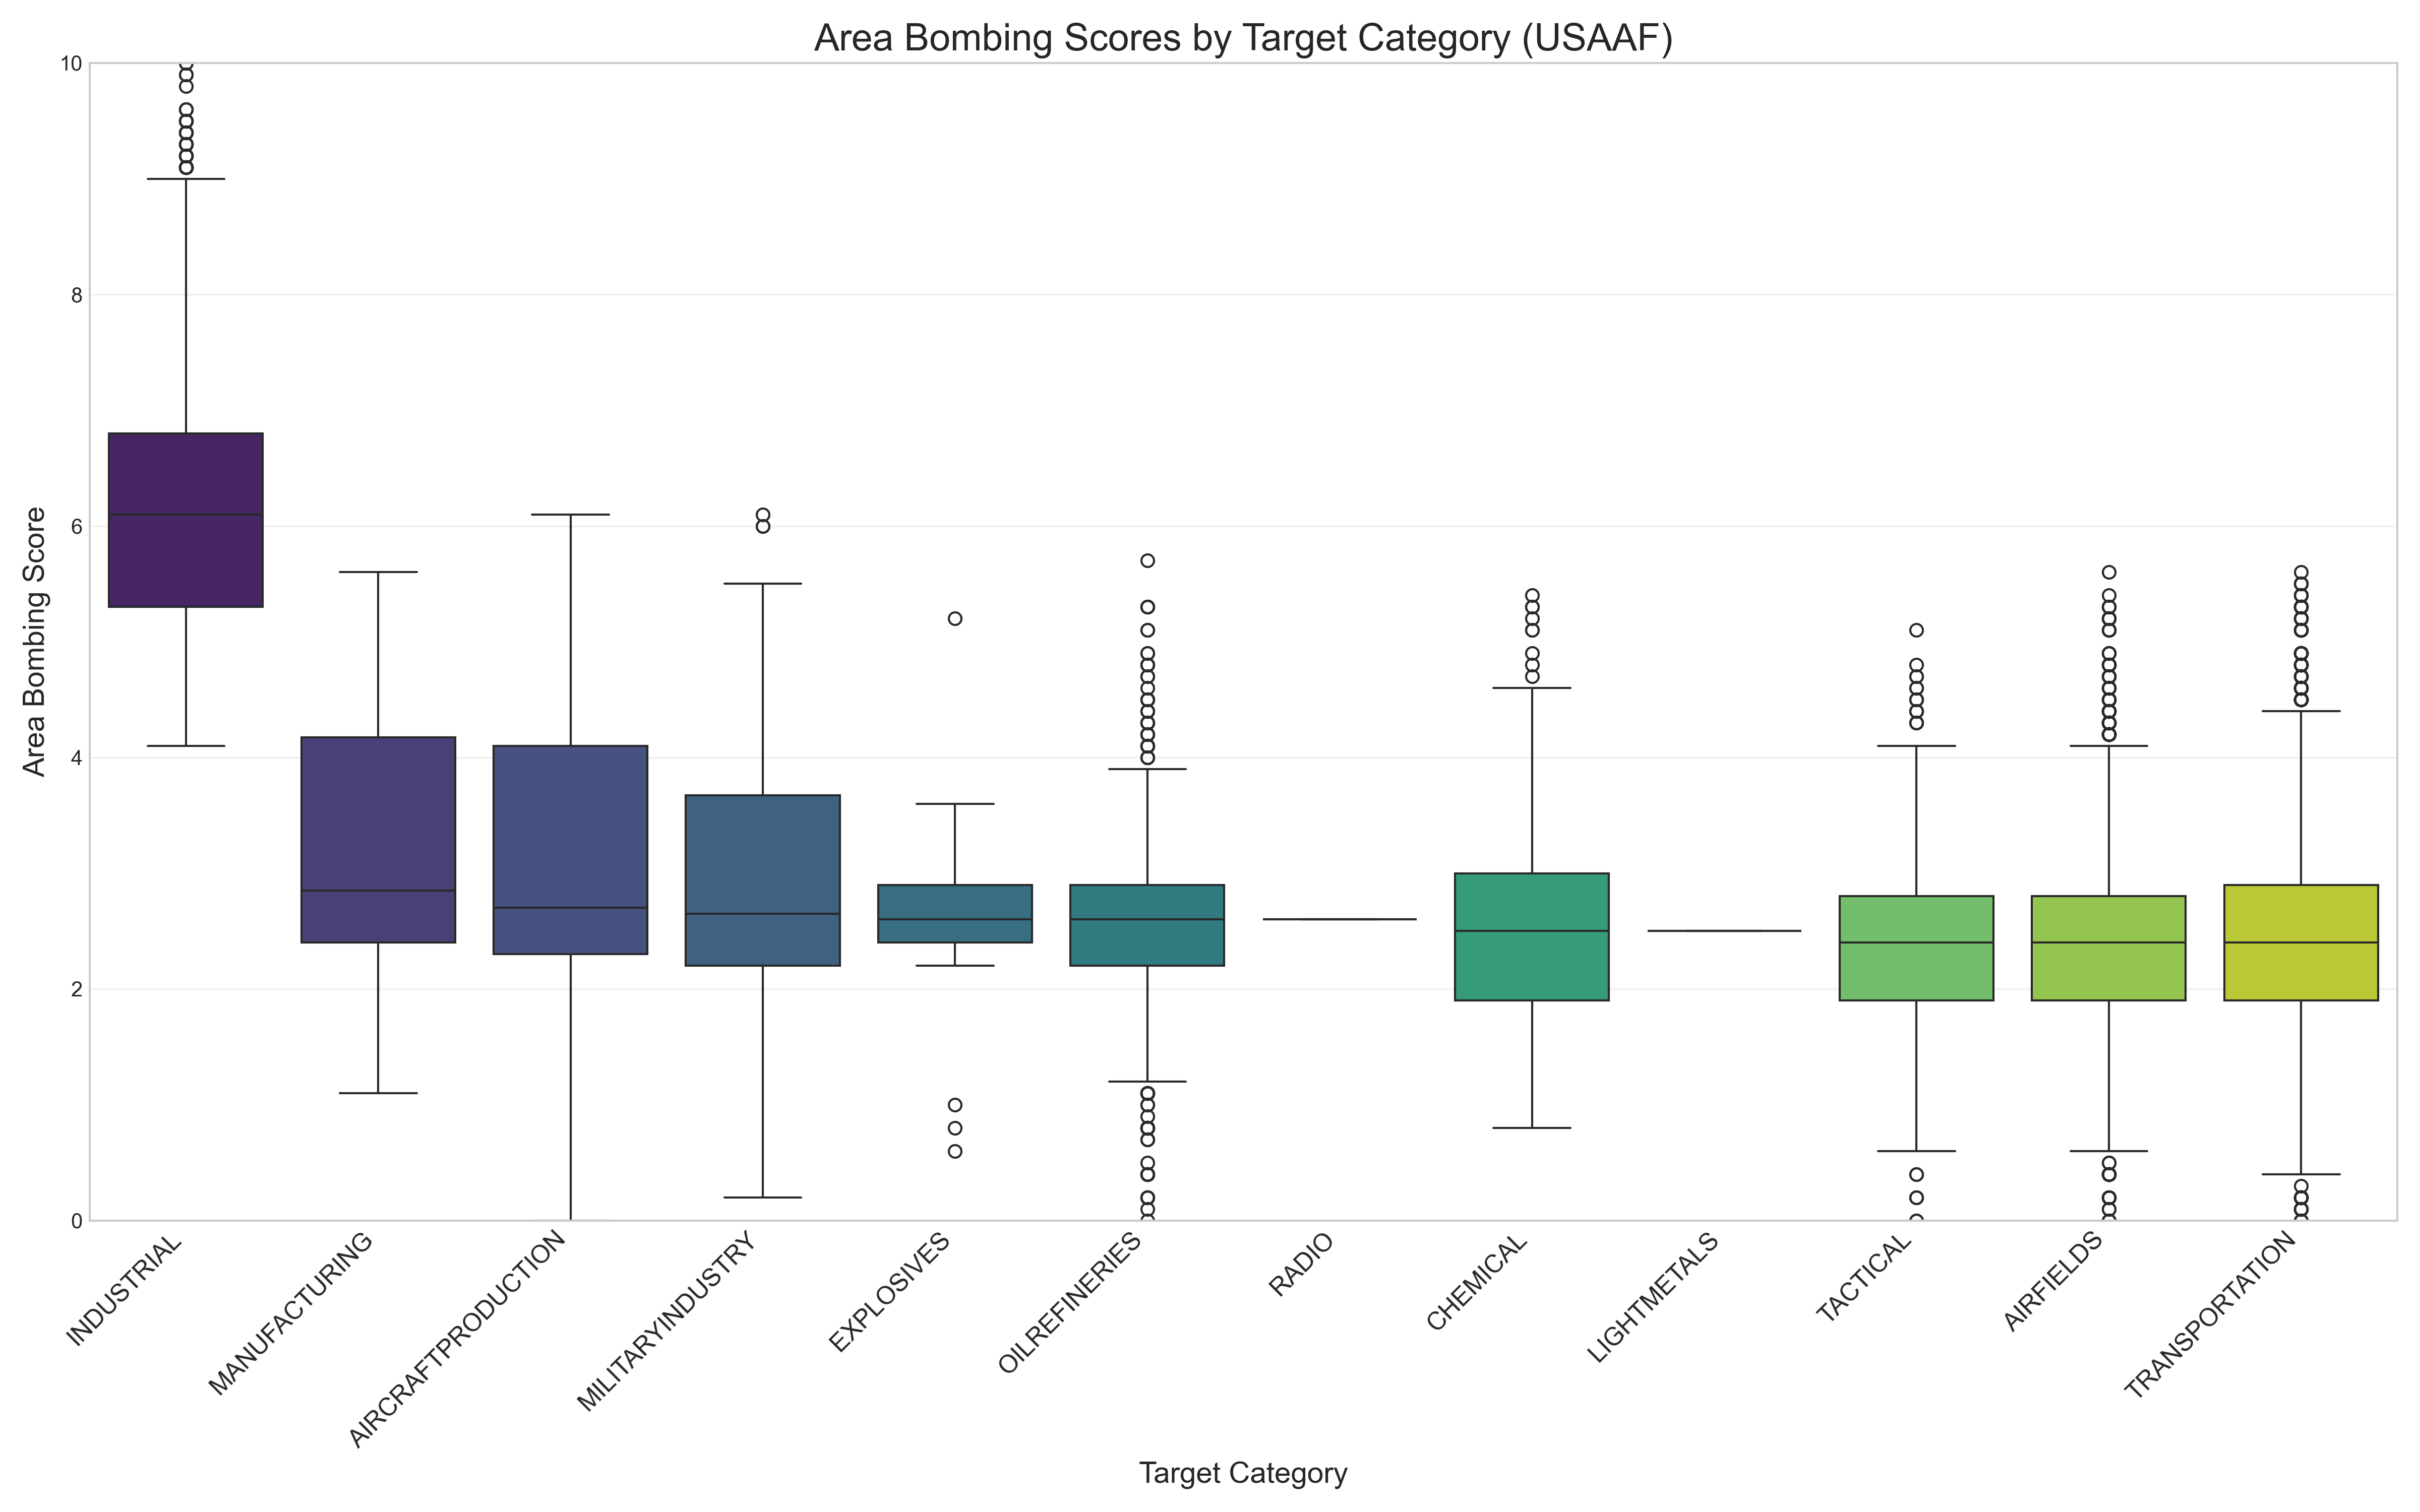 Area Bombing Scores by Target Category (USAAF)
Area Bombing Score
10
8
6
4
2
0
INDUSTRIAL
MANUFACTURING
AIRCRAFTPRODUCTION
MILITARYINDUSTRY
EXPLOSIVES
OILREFINERIES
RADIO
CHEMICAL
LIGHTMETALS
TACTICAL
AIRFIELDS
TRANSPORTATION
Target Category